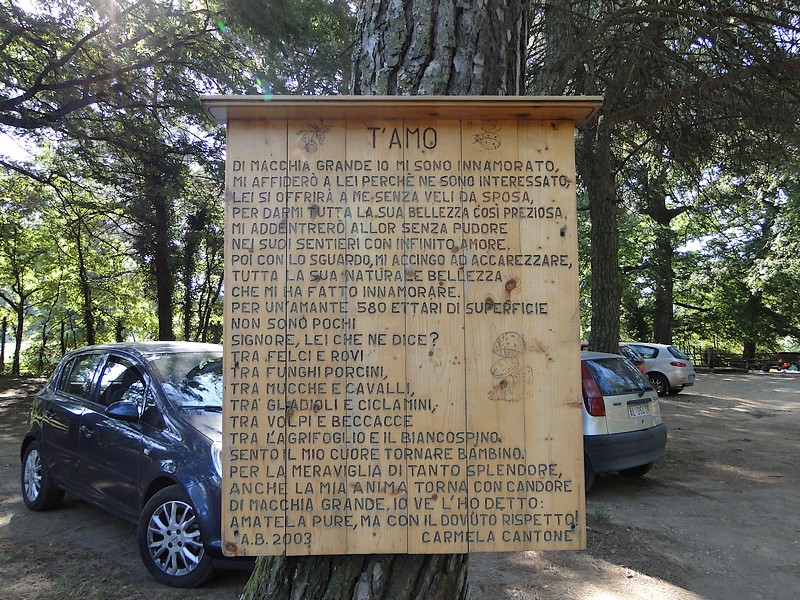 T'AMO
DI MACCHIA GRANDE IO MI SONO INNAMORATO,
MI AFFIDERÒ A LEI PERCHÈ NE SONO INTERESSATO,
LEI SI OFFRIRÀ A ME SENZA VELI DA SPOSA,
PER DARMI TUTTA LA SUA BELLEZZA COSÌ PREZIOSA.
MI ADDENTRERÒ ALLOR SENZA PUDORE
NEI SUOI SENTIERI CON INFINITO AMORE.
POI CON LO SGUARDO, MI ACCINGO AD ACCAREZZARE,
TUTTA LA SUA NATURALE BELLEZZA
CHE MI HA FATTO INNAMORARE.
PER UN'AMANTE 580 ETTARI DI SUPERFICIE
NON SONO POCHI
SIGNORE, LEI CHE NE DICE?
TRA FELCI E ROVI
TRA FUNGHI PORCINI,
TRA MUCCHE E CAVALLI,
TRA GLADIOLI E CICLAMINI,
TRA VOLPI E BECCACCE
TRA L'AGRIFOGLIO E IL BIANCOSPINO.
SENTO IL MIO CUORE TORNARE BAMBINO.
PER LA MERAVIGLIA DI TANTO SPLENDORE,
ANCHE LA MIA ANIMA TORNA CON CANDORE
DI MACCHIA GRANDE, IO VE L'HO DETTO:
AMATELA PURE, MA CON IL DOVUTO RISPETTO!
A.B. 2003 CARMELA CANTONE